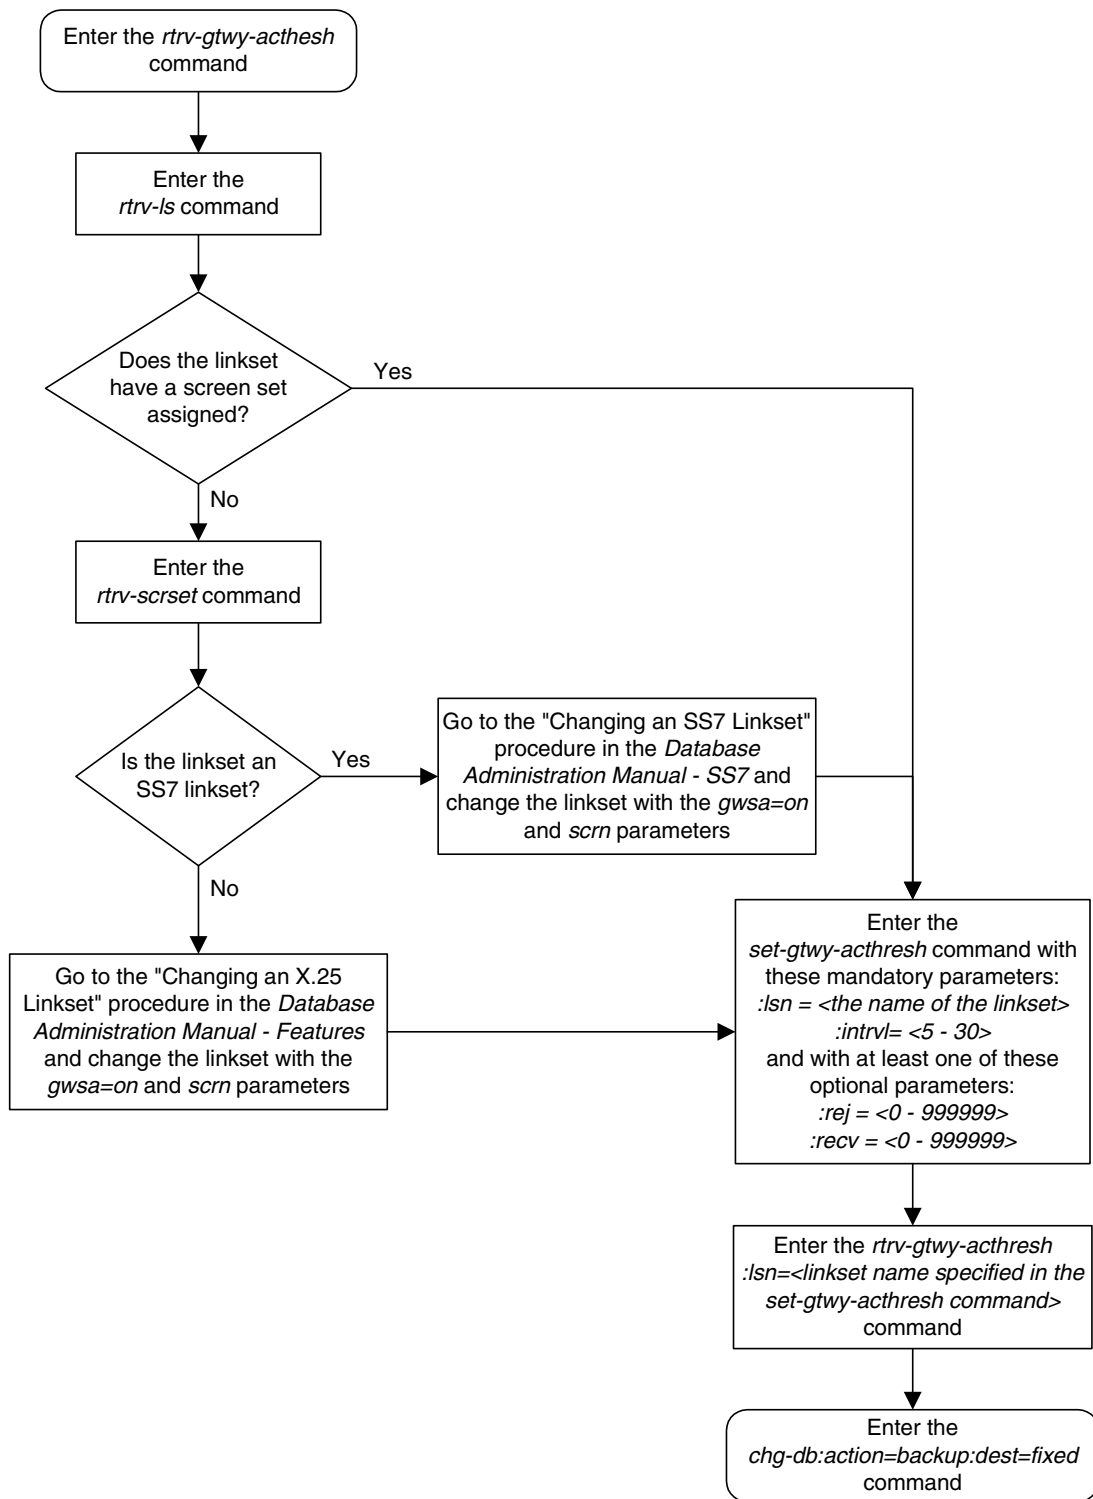 Enter the rtrv-gtwy-acthesh
command
Enter the
rtrv-ls command
Does the linkset
have a screen set
assigned?
Yes
No
Enter the
rtrv-scrset command
Is the linkset an
SS7 linkset?
Yes
Go to the "Changing an SS7 Linkset"
procedure in the Database
Administration Manual - SS7 and
change the linkset with the gwsa=on
and scrn parameters
No
Go to the "Changing an X.25
Linkset" procedure in the Database
Administration Manual - Features
and change the linkset with the
gwsa=on and scrn parameters
Enter the
set-gtwy-acthresh command with
these mandatory parameters:
:lsn = <the name of the linkset>
:intrvl= <5 - 30>
and with at least one of these
optional parameters:
:rej = <0 - 999999>
:recv = <0 - 999999>
Enter the rtrv-gtwy-acthresh
:lsn=<linkset name specified in the
set-gtwy-acthresh command>
command
Enter the
chg-db:action=backup:dest=fixed
command